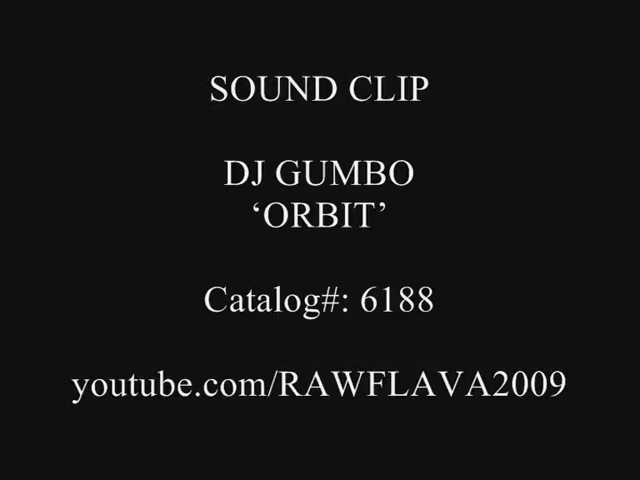 SOUND CLIP
DJ GUMBO
‘ORBIT’
Catalog#: 6188
youtube.com/RAWFLAVA2009